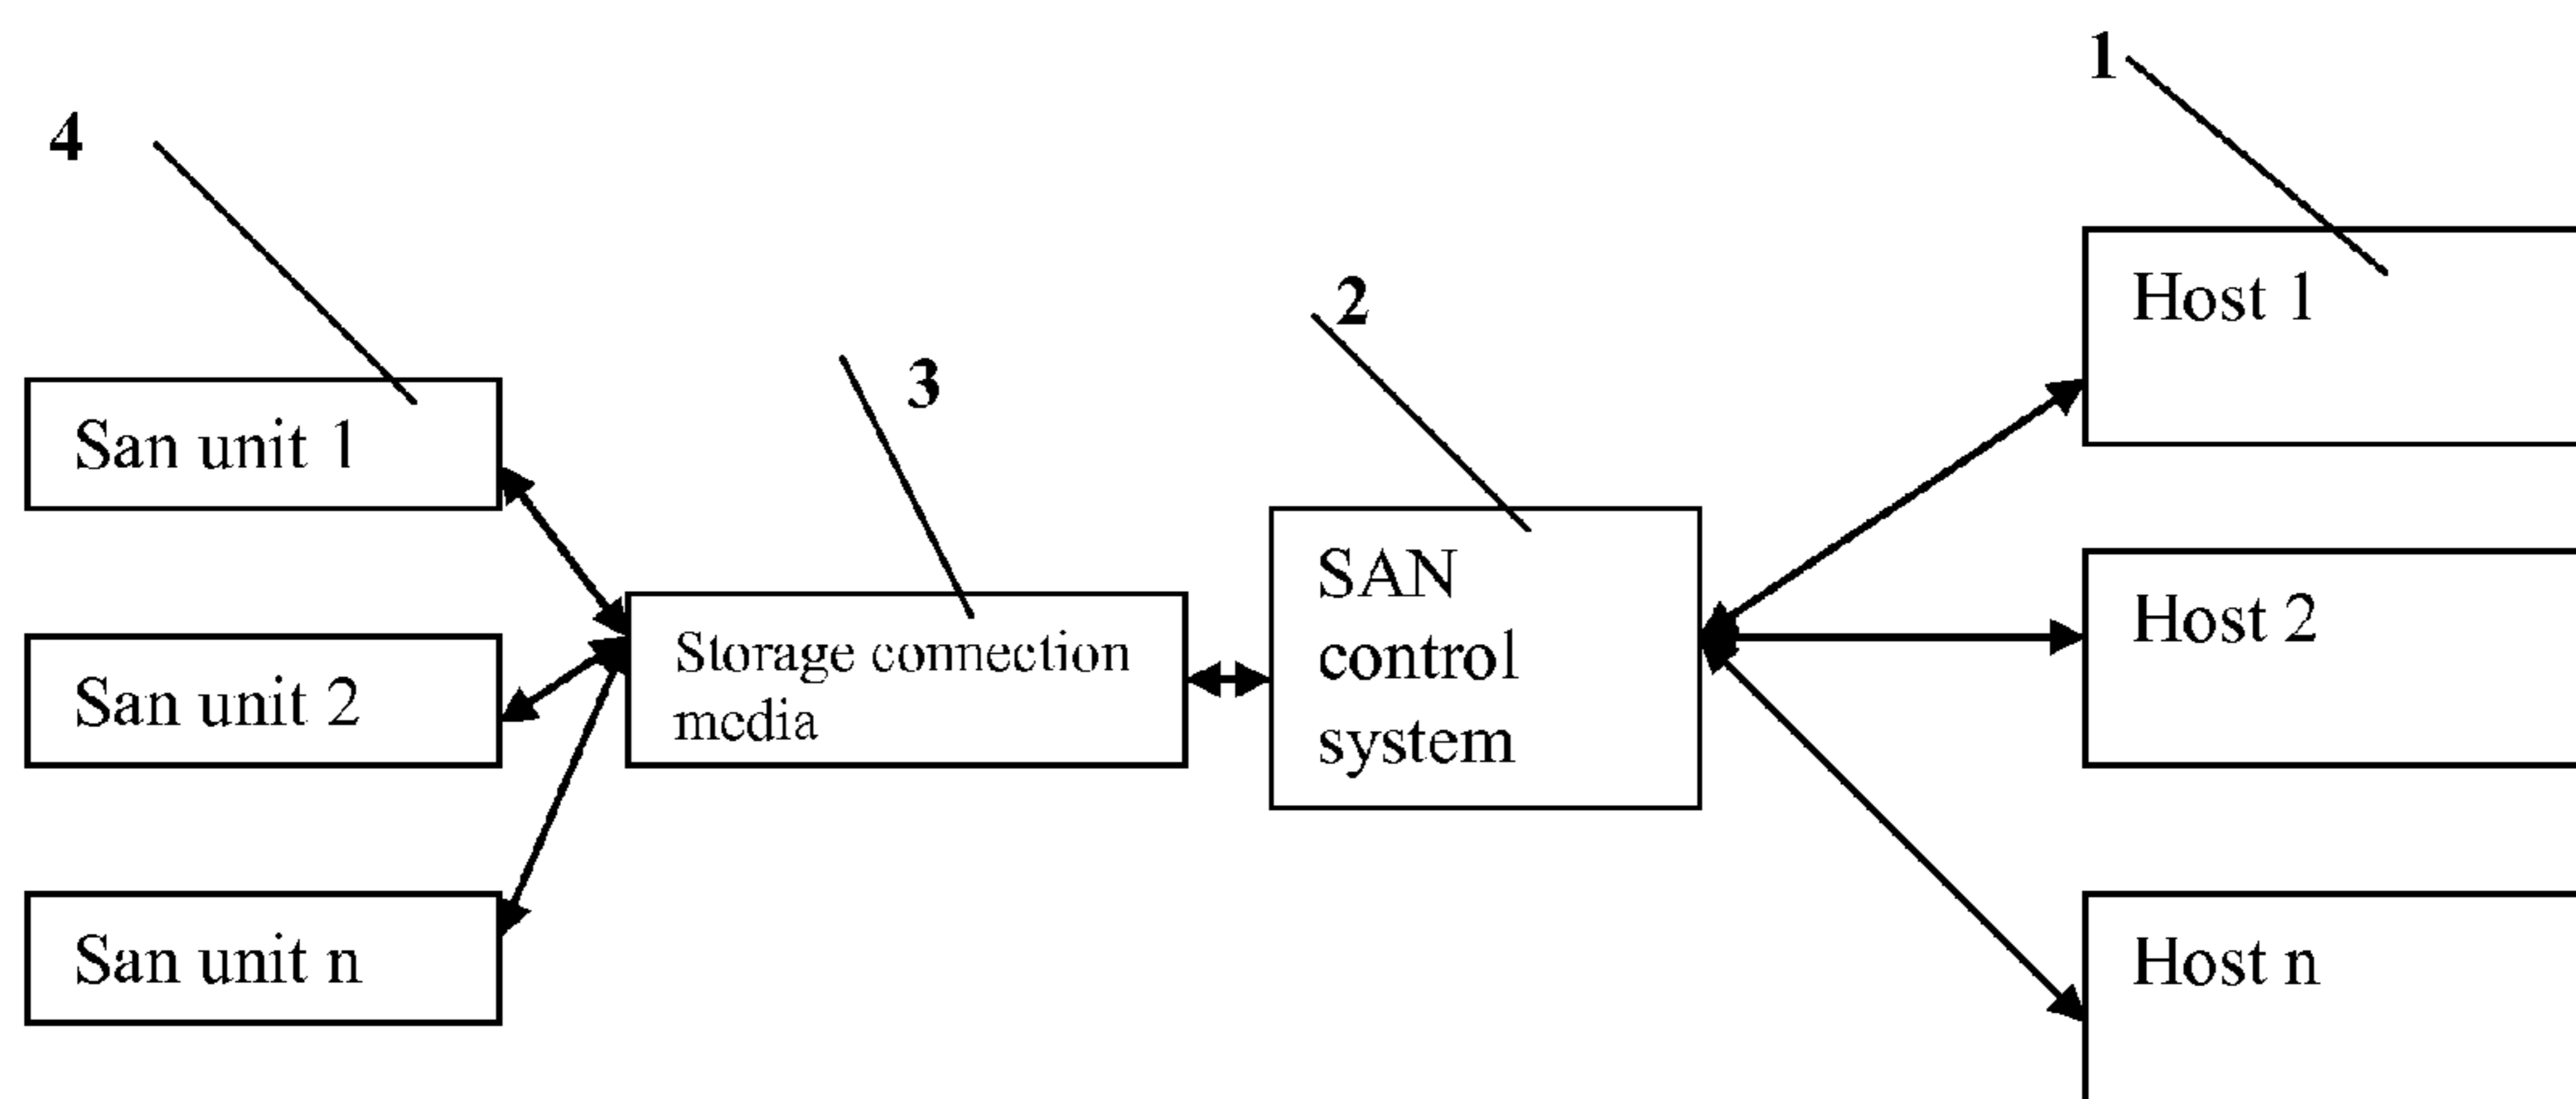 1
4
2
3
Host 1
San unit 1
SAN
control
system
Host 2
Storage connection
media
San unit 2
San unit n
Host n